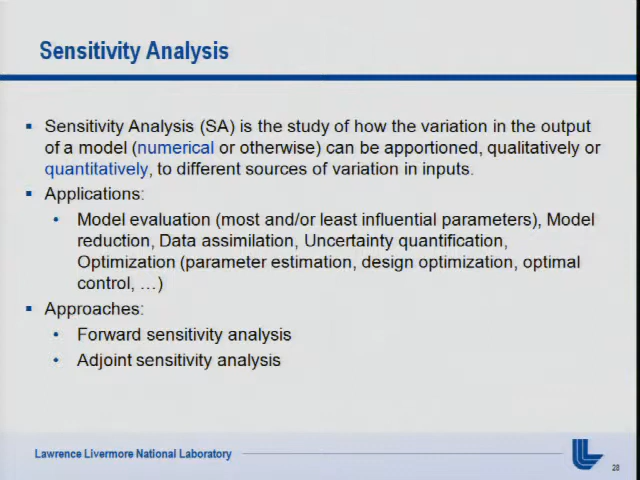 Sensitivity Analysis
▪ Sensitivity Analysis (SA) is the study of how the variation in the output
of a model (numerical or otherwise) can be apportioned, qualitatively or
quantitatively, to different sources of variation in inputs.
▪ Applications:
• Model evaluation (most and/or least influential parameters), Model
reduction, Data assimilation, Uncertainty quantification,
Optimization (parameter estimation, design optimization, optimal
control, …)
▪ Approaches:
• Forward sensitivity analysis
• Adjoint sensitivity analysis
Lawrence Livermore National Laboratory
28